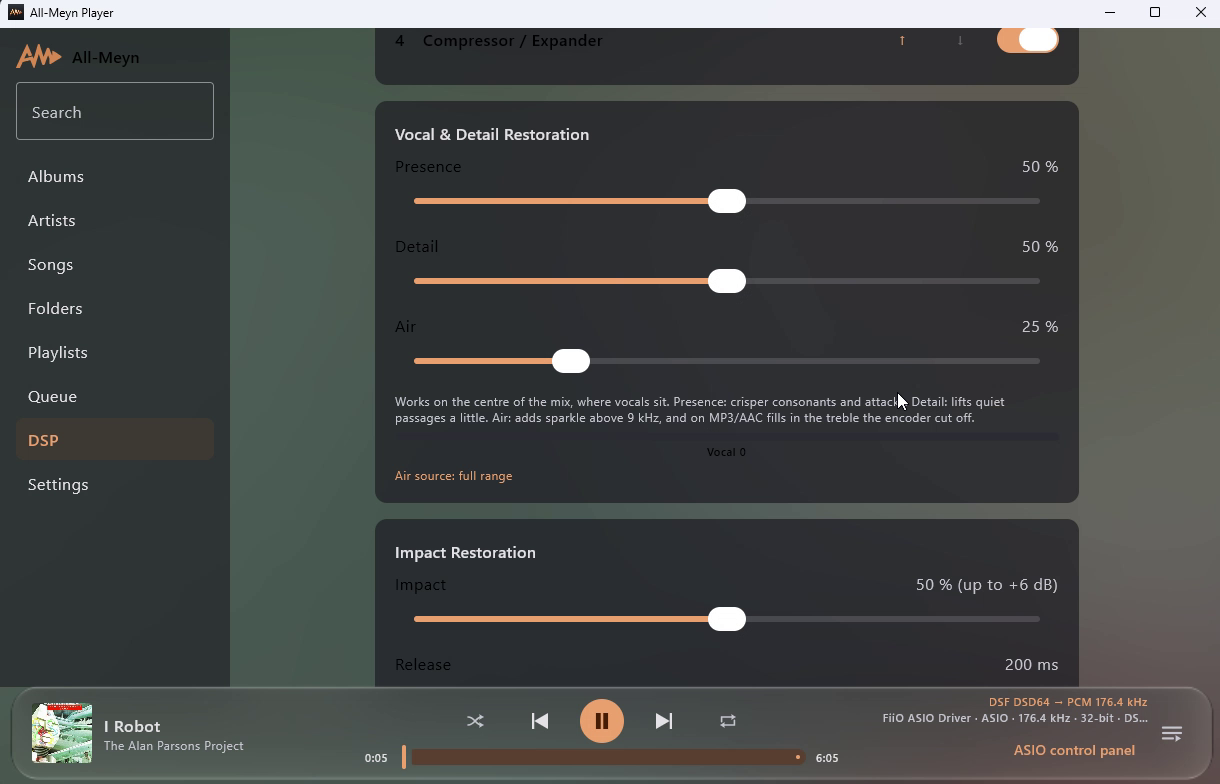 All-Meyn Player
All-Meyn
Search
Albums
Artists
Songs
Folders
Playlists
Queue
DSP
Settings
4 Compressor / Expander ↑ ↓
Vocal & Detail Restoration
Presence 50 %
Detail 50 %
Air 25 %
Works on the centre of the mix, where vocals sit. Presence: crisper consonants and attack. Detail: lifts quiet
passages a little. Air: adds sparkle above 9 kHz, and on MP3/AAC fills in the treble the encoder cut off.
Vocal 0
Air source: full range
Impact Restoration
Impact 50 % (up to +6 dB)
Release 200 ms
I Robot
The Alan Parsons Project
0:05
6:05
DSF DSD64 → PCM 176.4 kHz
FiiO ASIO Driver · ASIO · 176.4 kHz · 32-bit · DS...
ASIO control panel